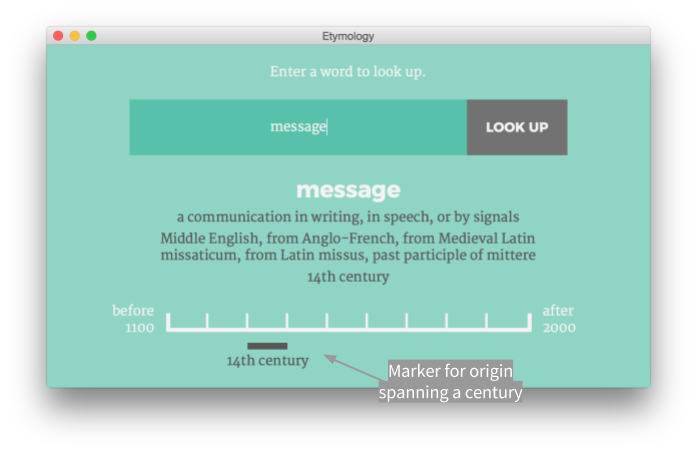 Etymology
Enter a word to look up.
message
LOOK UP
message
a communication in writing, in speech, or by signals
Middle English, from Anglo-French, from Medieval Latin
missaticum, from Latin missus, past participle of mittere
14th century
before
1100
after
2000
14th century
Marker for origin
spanning a century